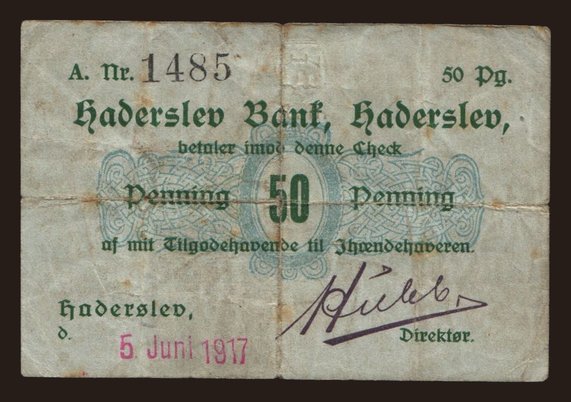 A. Nr. 1485 50 Pg.
Haderslev Bank, Haderslev,
betaler imod denne Check
Penning 50 Penning
af mit Tilgodehavende til Ihændehaveren.
Haderslev,
d. 5. Juni 1917
Direktør.